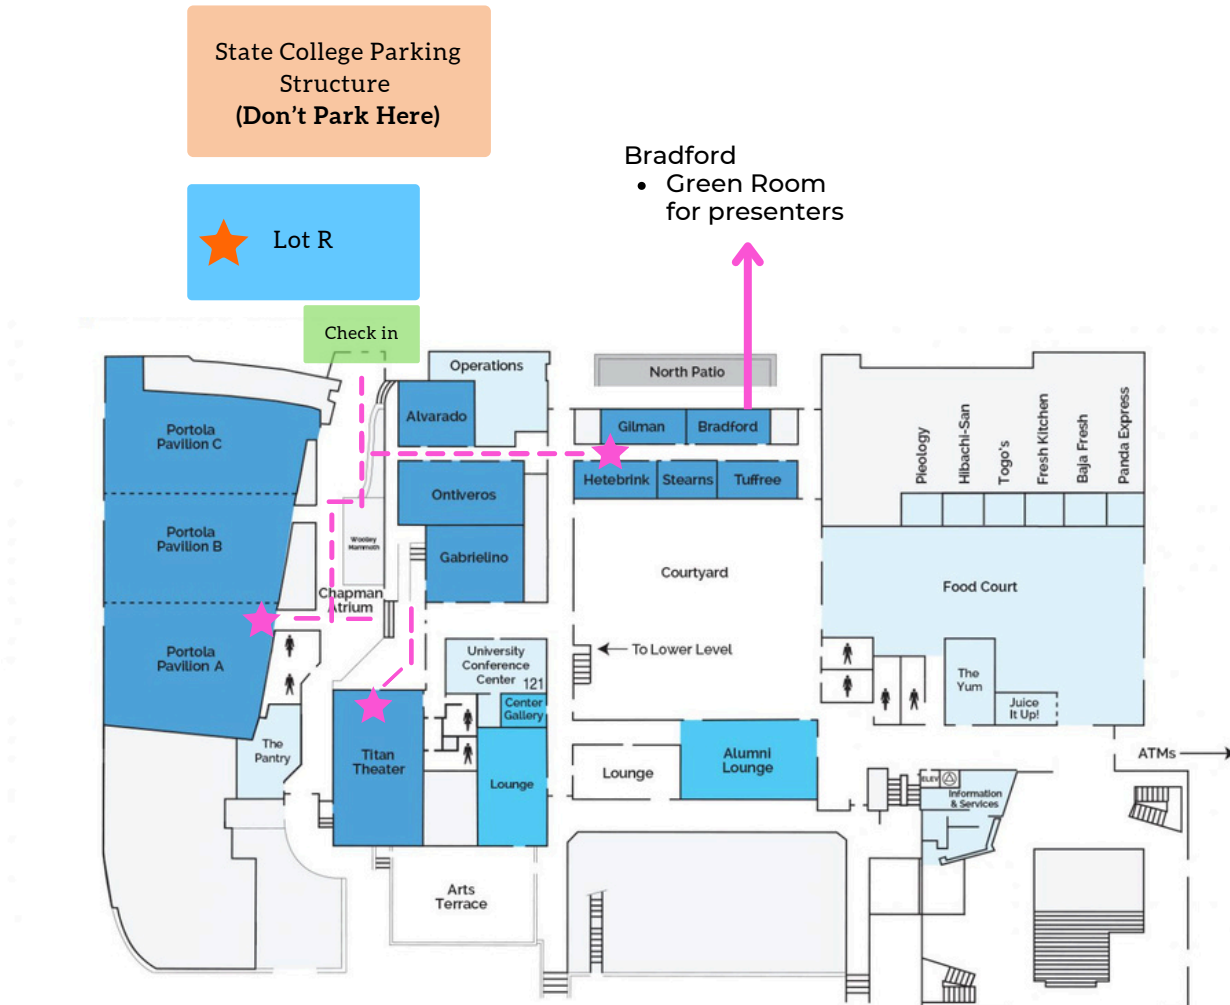 State College Parking
Structure
(Don’t Park Here)
Lot R
Check in
Bradford
• Green Room
for presenters
Operations
North Patio
Alvarado
Gilman
Bradford
Portola
Pavilion C
Pieology
Hibachi-San
Togo's
Fresh Kitchen
Baja Fresh
Panda Express
Ontiveros
Hetebrink
Stearns
Tuffree
Portola
Pavilion B
Woolley
Mammoth
Gabrielino
Courtyard
Food Court
Chapman
Atrium
Portola
Pavilion A
University
Conference
Center
121
To Lower Level
The
Yum
Juice
It Up!
Center
Gallery
The
Pantry
Titan
Theater
Lounge
Lounge
Alumni
Lounge
ATMs
ELEV
Information
& Services
Arts
Terrace